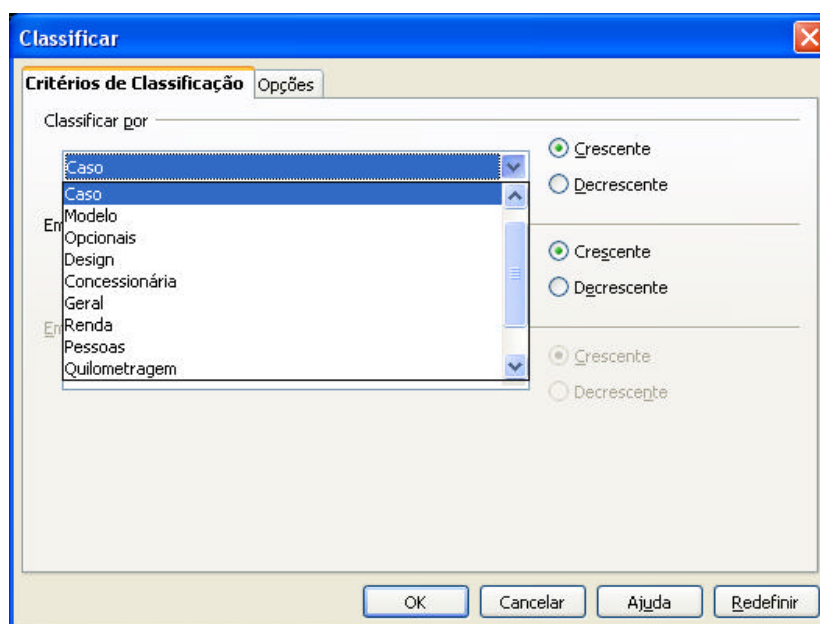 Classificar
Critérios de Classificação Opções
Classificar por
Caso
Crescente
Decrescente
Caso
Modelo
Opcionais
Design
Concessionária
Geral
Renda
Pessoas
Quilometragem
Crescente
Decrescente
Crescente
Decrescente
OK Cancelar Ajuda Redefinir